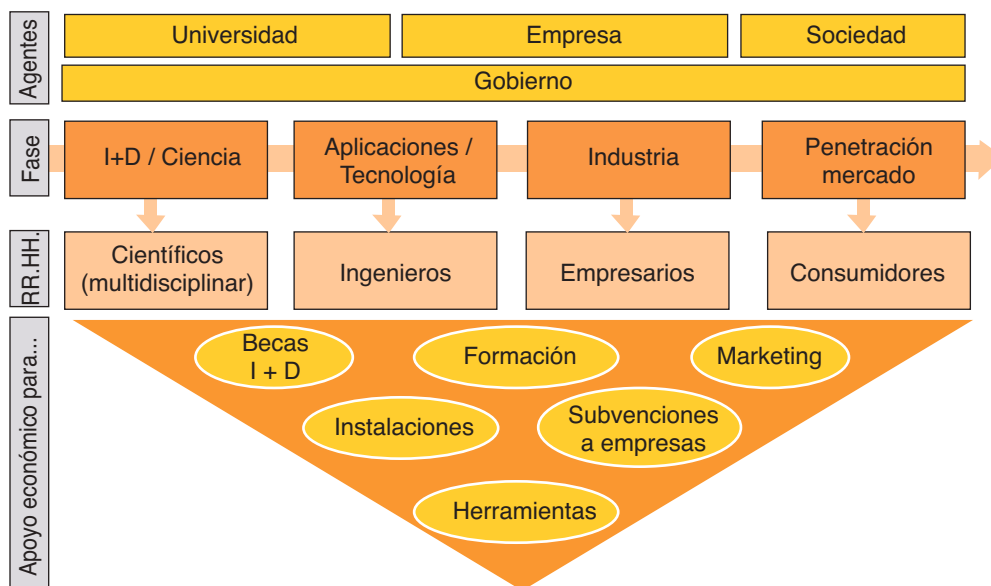 Agentes
Universidad
Empresa
Sociedad
Gobierno
Fase
I+D / Ciencia
Aplicaciones /
Tecnología
Industria
Penetración
mercado
RR.HH.
Científicos
(multidisciplinar)
Ingenieros
Empresarios
Consumidores
Apoyo económico para...
Becas
I + D
Formación
Marketing
Instalaciones
Subvenciones
a empresas
Herramientas